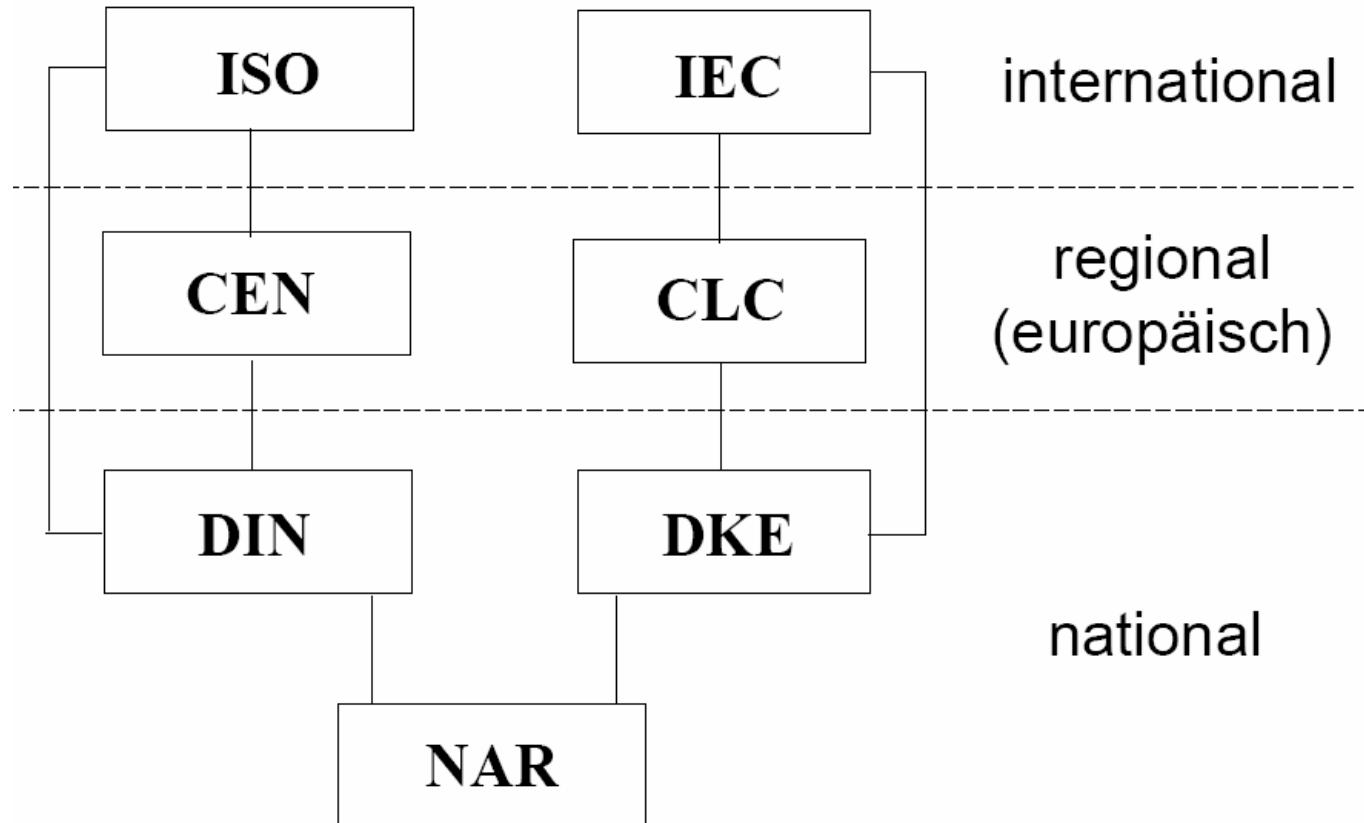 ISO
IEC
international
CEN
CLC
regional
(europäisch)
DIN
DKE
national
NAR